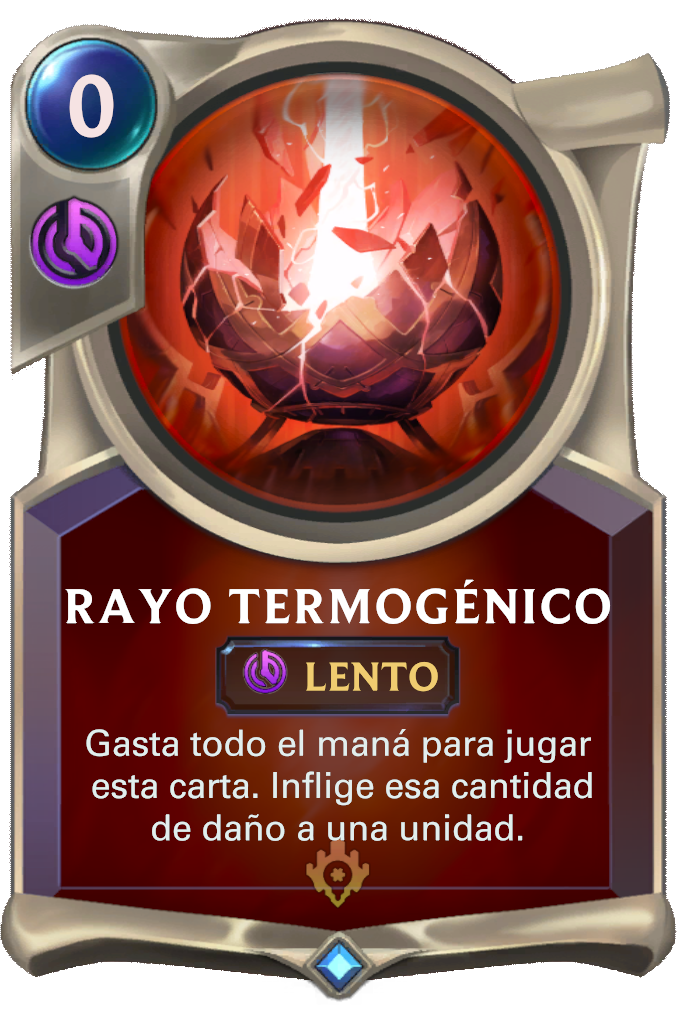 0
RAYO TERMOGÉNICO
LENTO
Gasta todo el maná para jugar
esta carta. Inflige esa cantidad
de daño a una unidad.